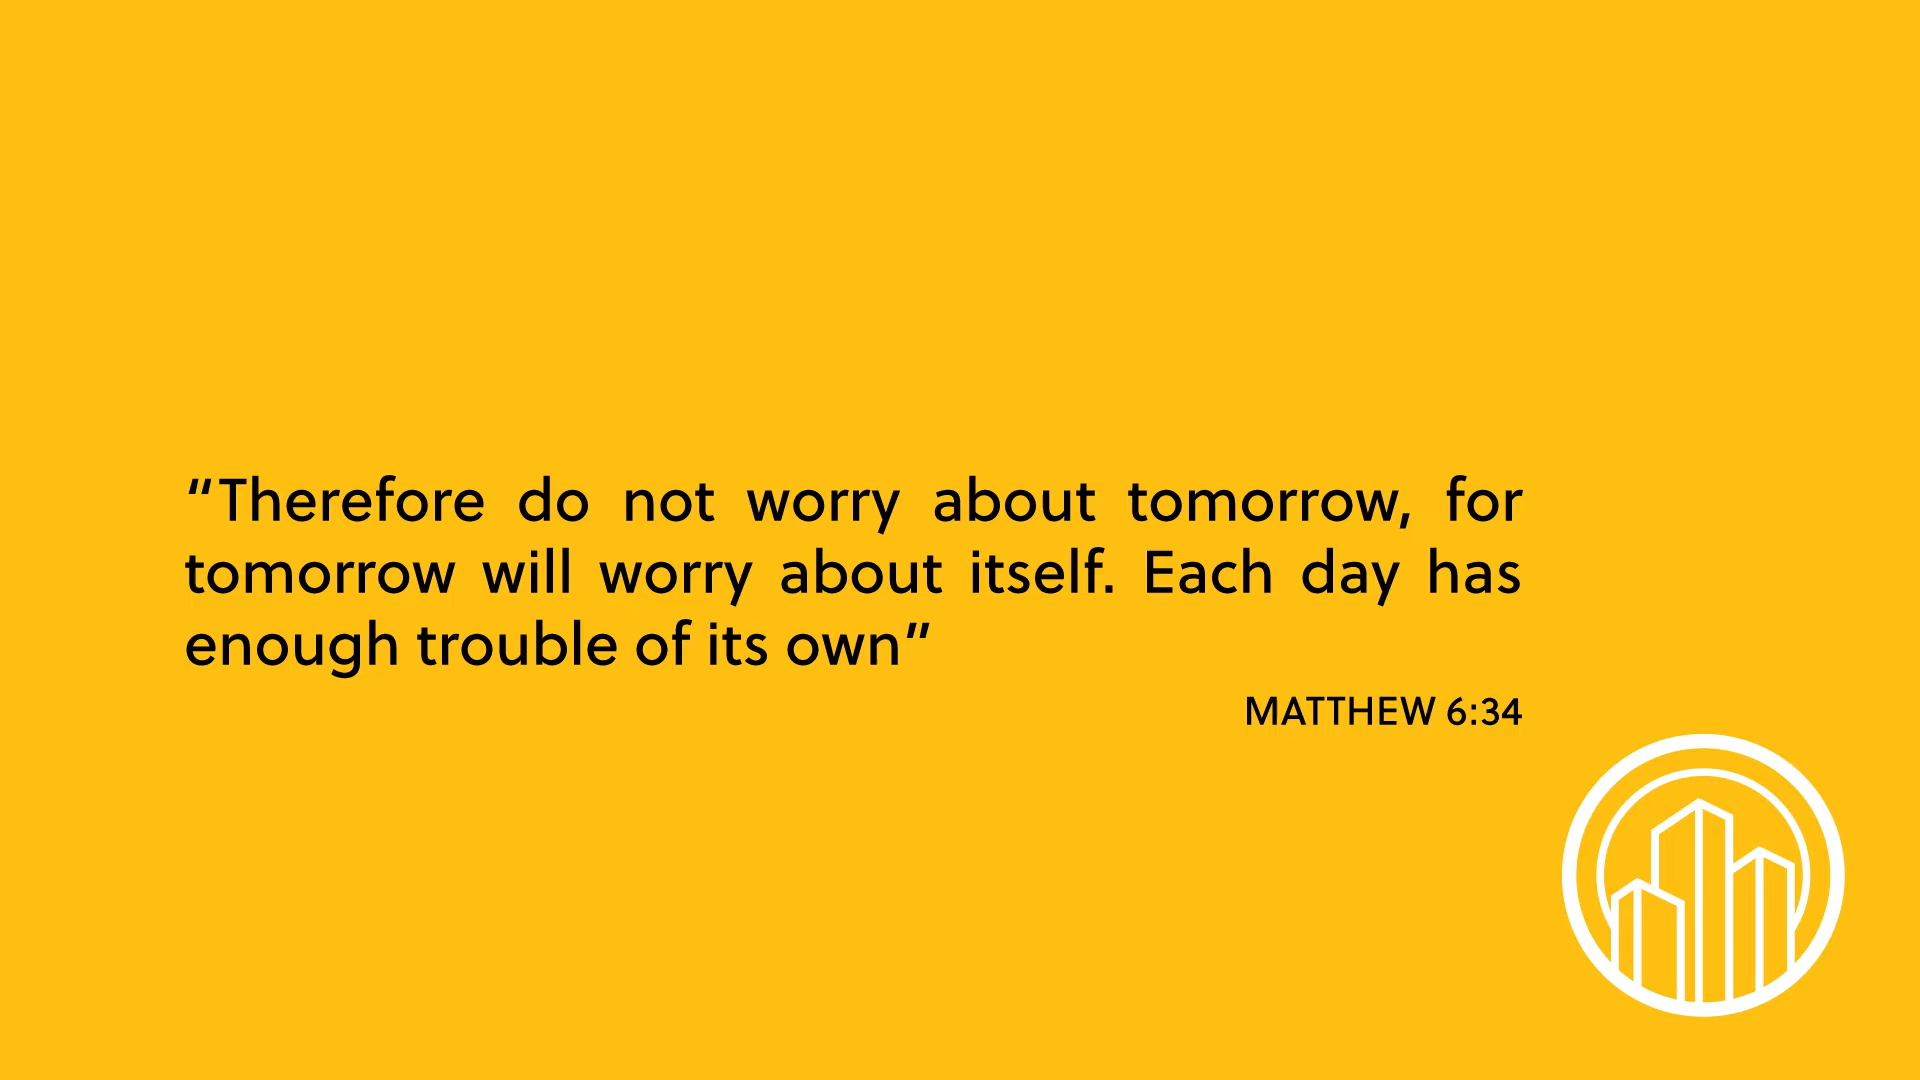 “Therefore do not worry about tomorrow, for
tomorrow will worry about itself. Each day has
enough trouble of its own”
MATTHEW 6:34